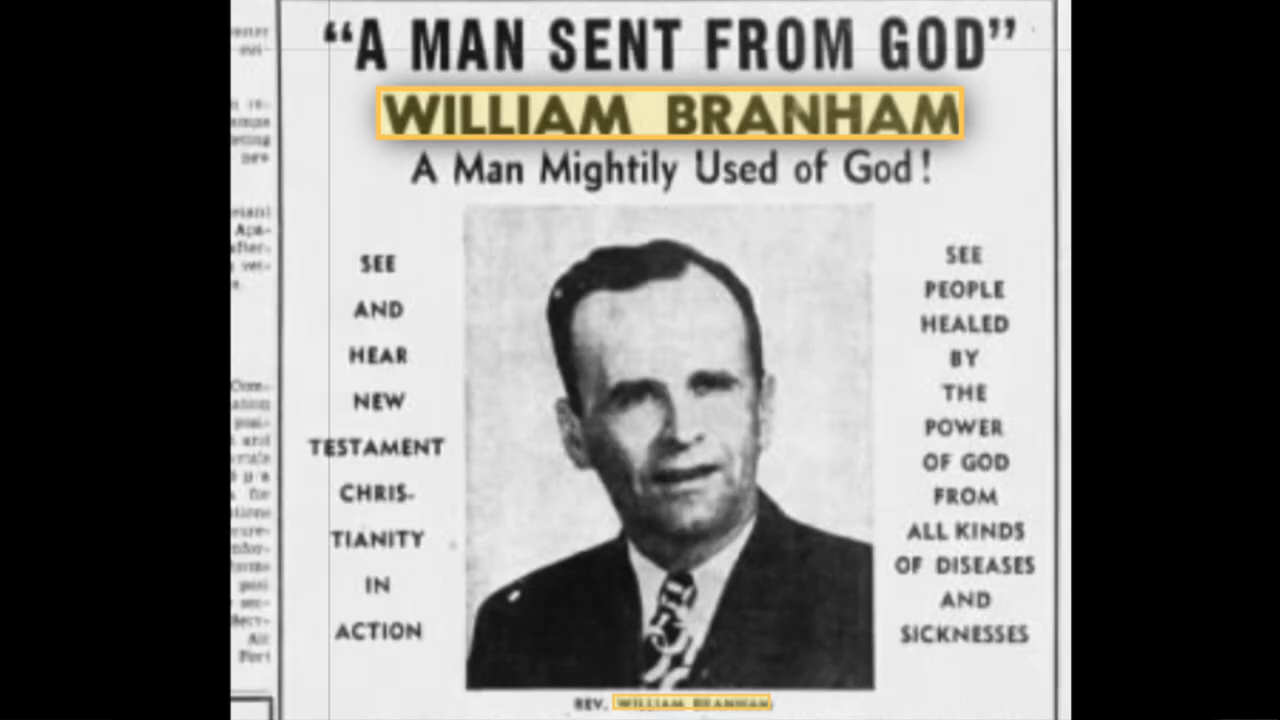 “A MAN SENT FROM GOD”
WILLIAM BRANHAM
A Man Mightily Used of God!
SEE
AND
HEAR
NEW
TESTAMENT
CHRIS-
TIANITY
IN
ACTION
SEE
PEOPLE
HEALED
BY
THE
POWER
OF GOD
FROM
ALL KINDS
OF DISEASES
AND
SICKNESSES
REV. WILLIAM BRANHAM